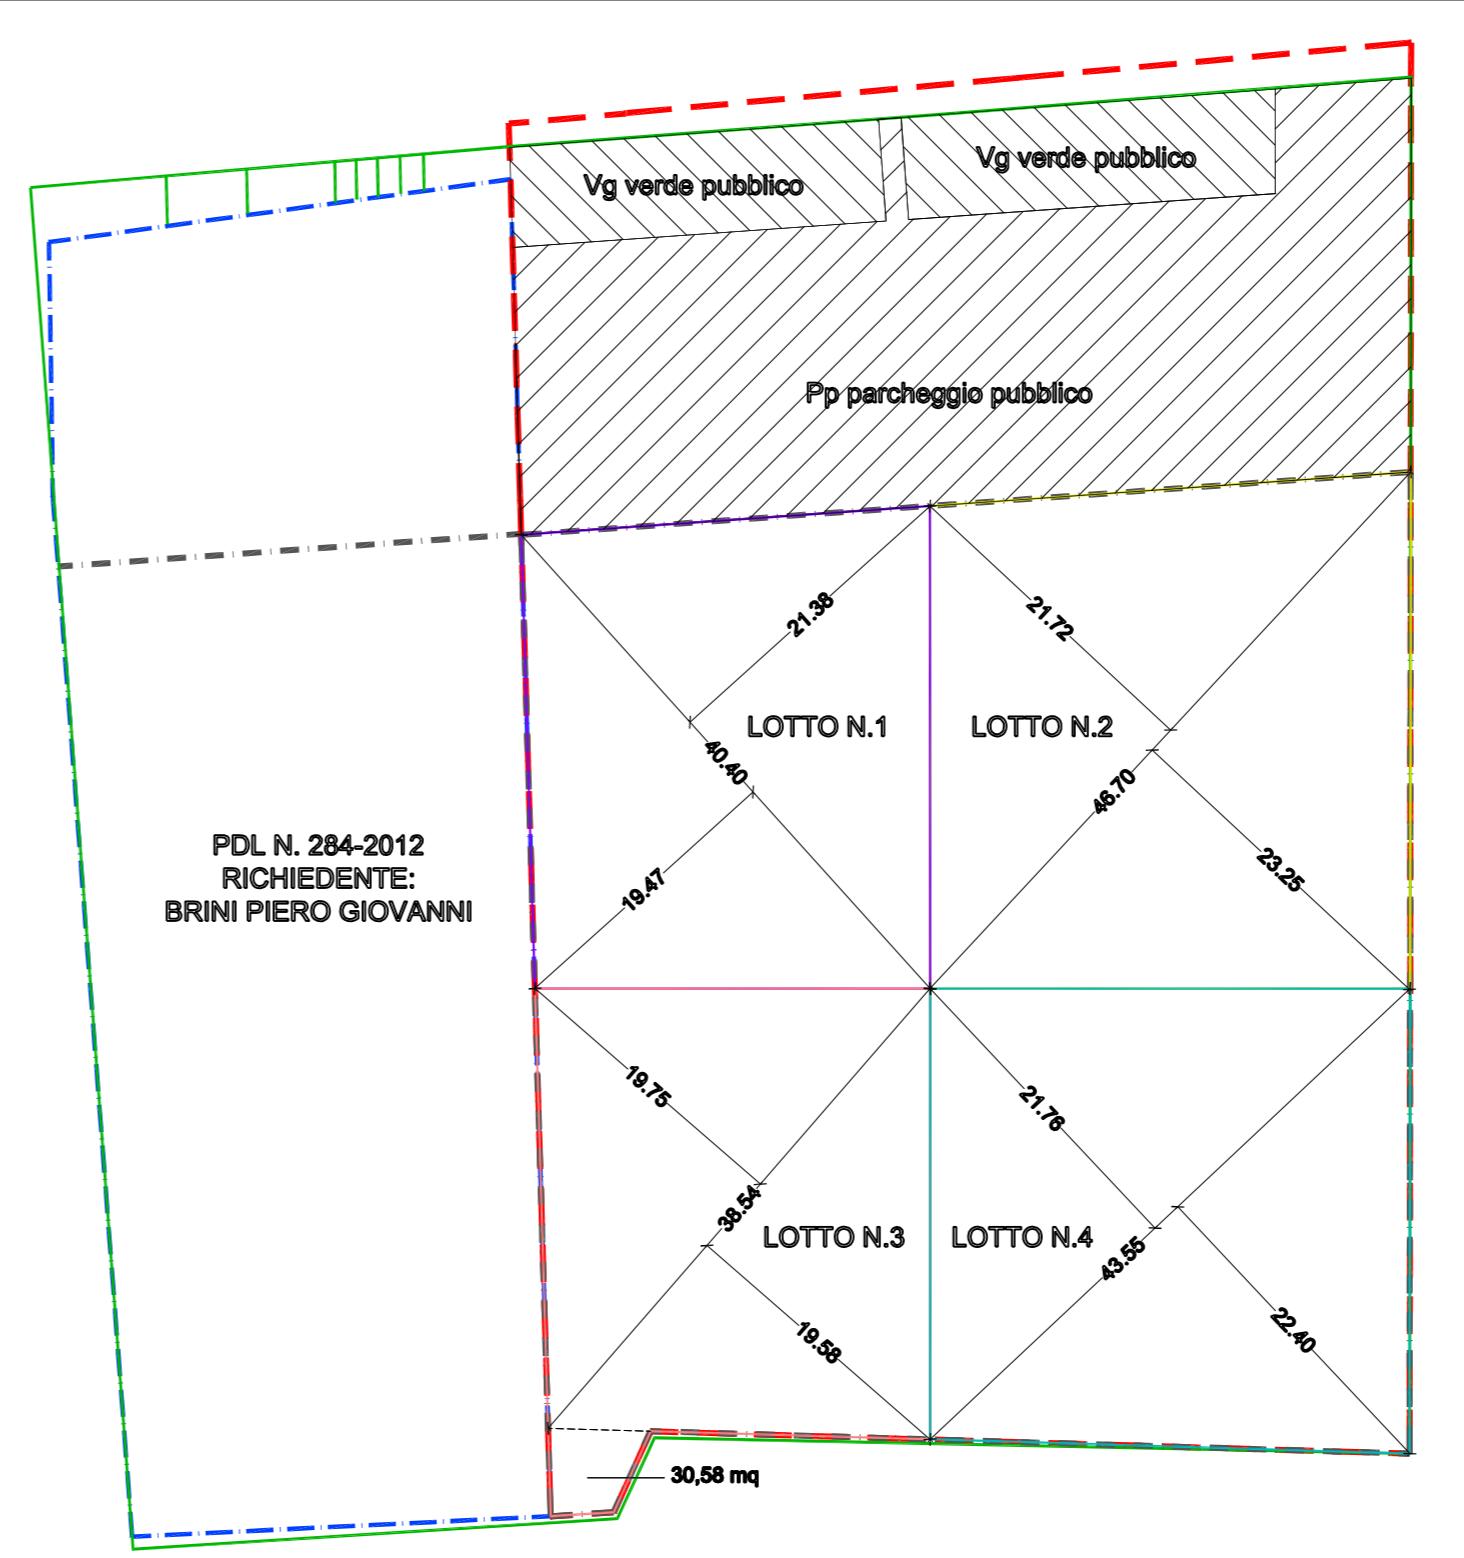 Vg verde pubblico
Vg verde pubblico
Pp parcheggio pubblico
21.38
21.72
LOTTO N.1
LOTTO N.2
40.40
46.70
19.47
23.25
PDL N. 284-2012
RICHIEDENTE:
BRINI PIERO GIOVANNI
19.75
21.76
38.54
LOTTO N.3
LOTTO N.4
43.55
19.58
22.40
30,58 mq